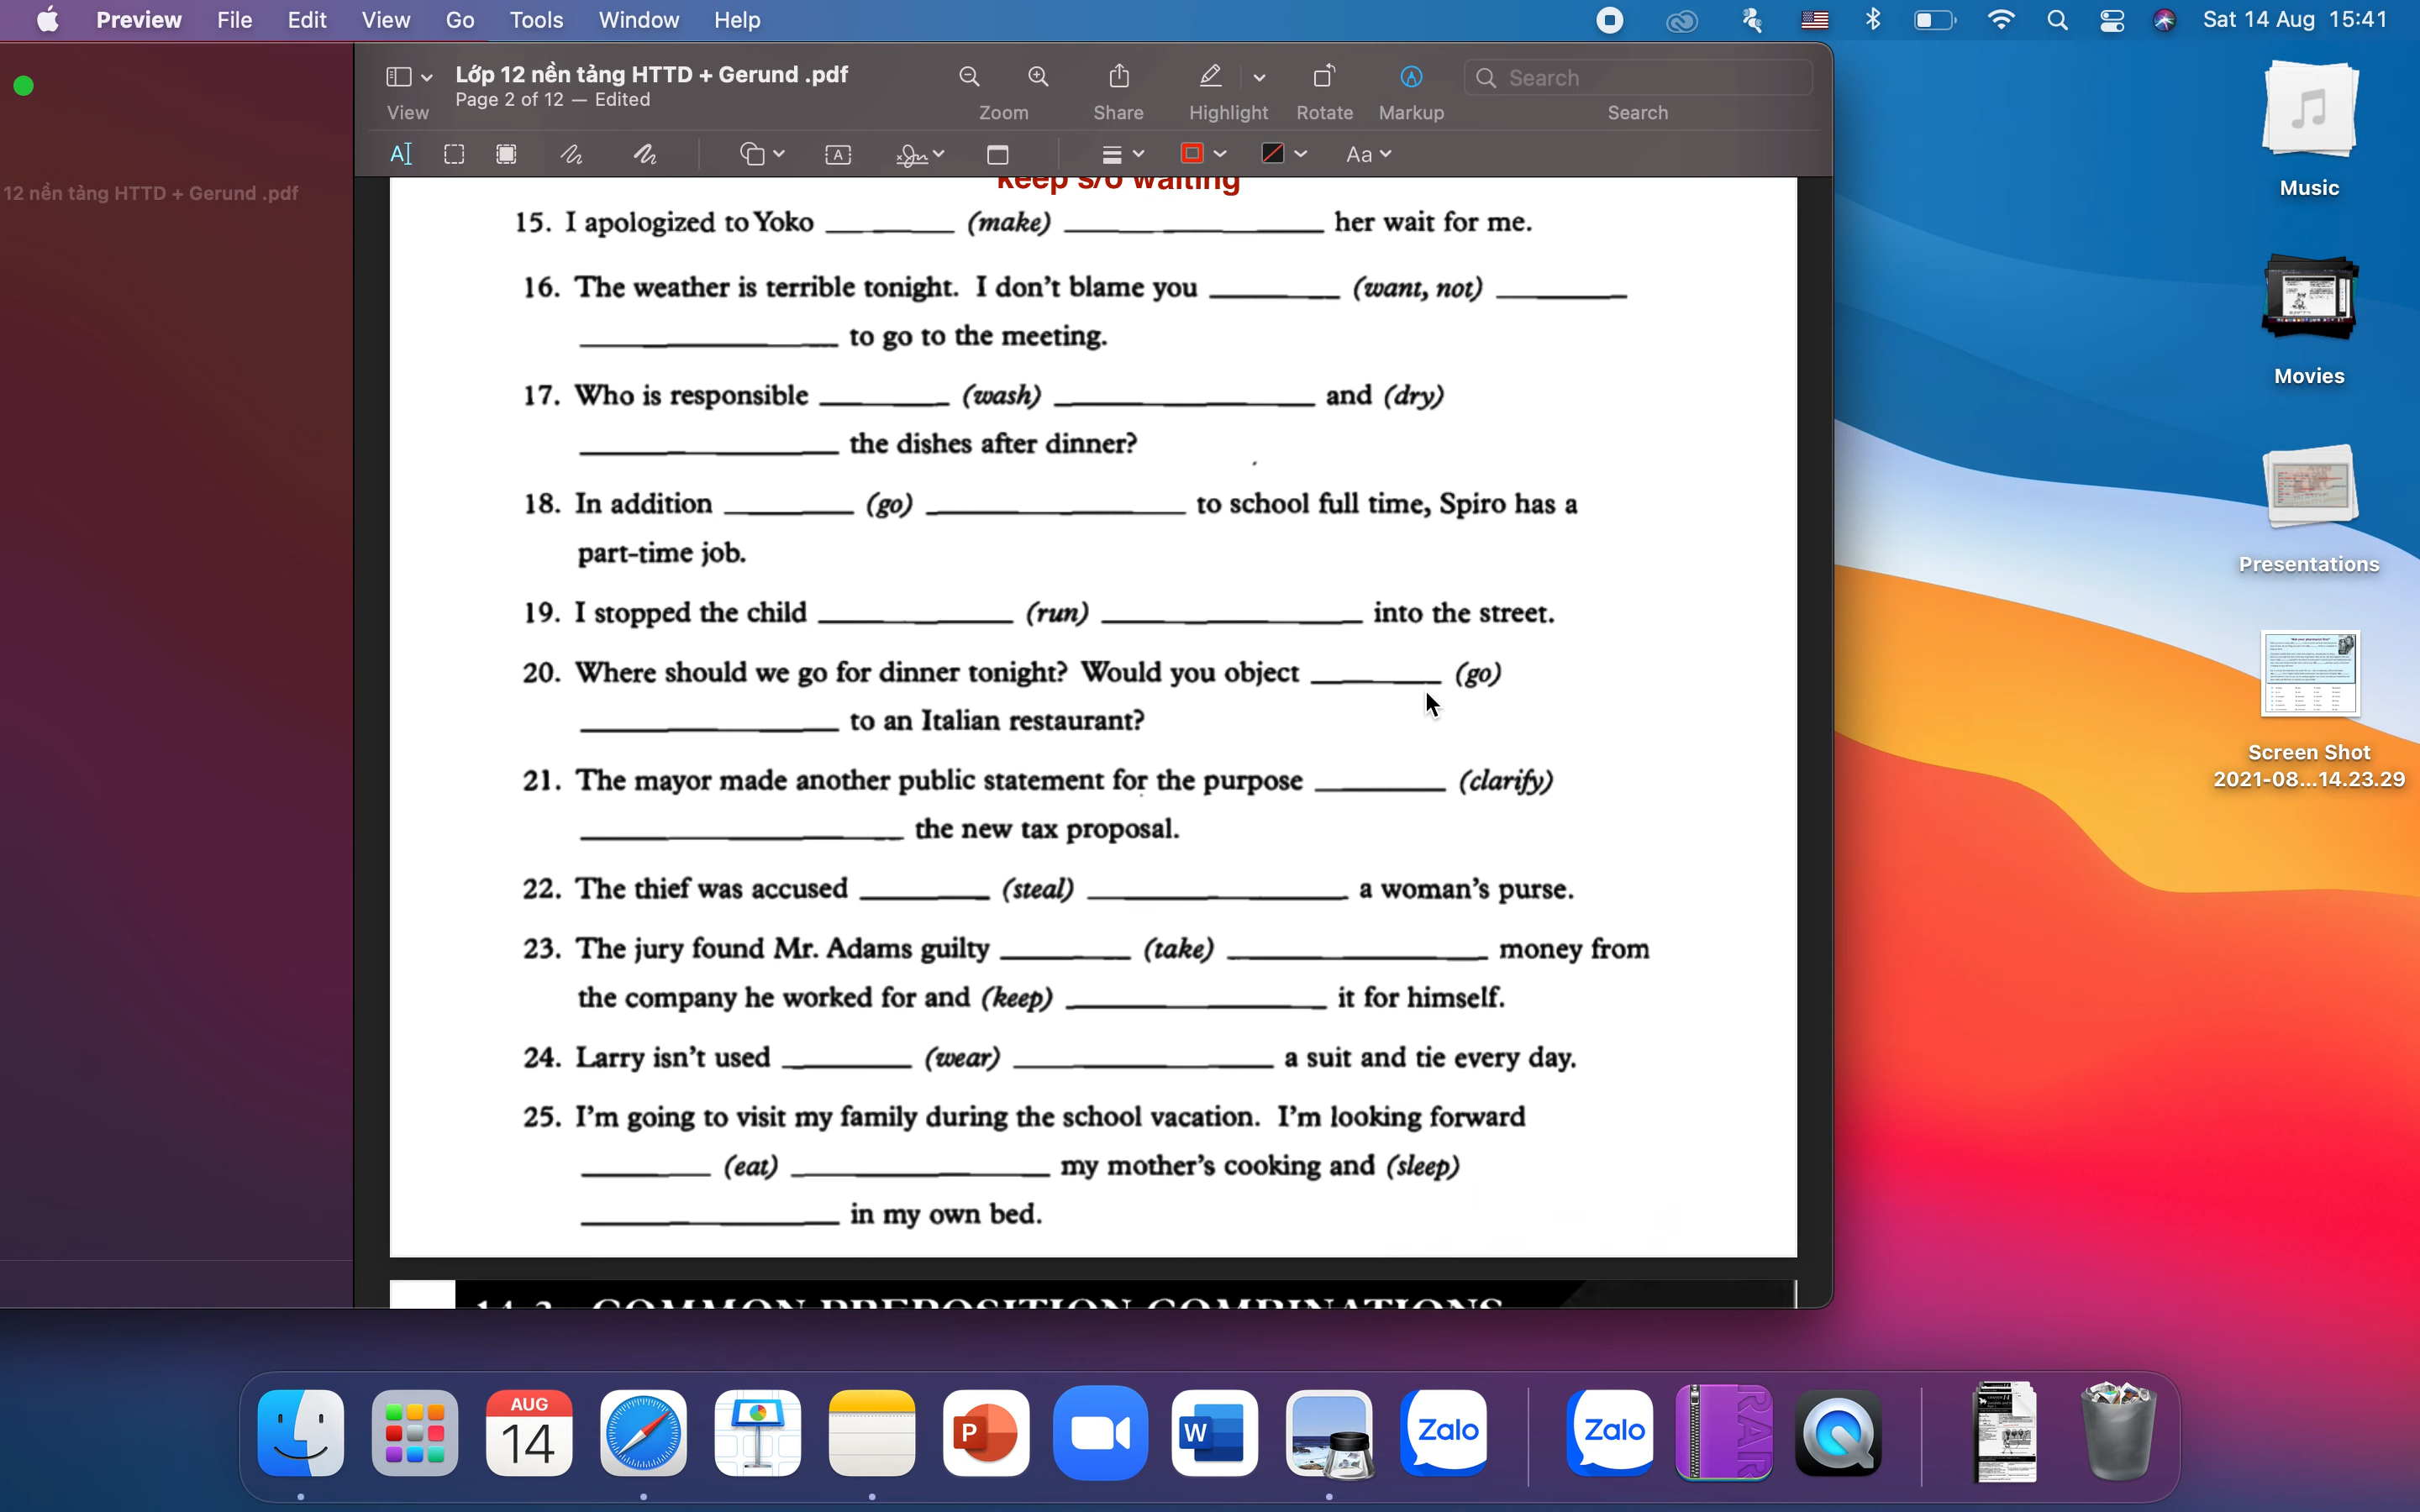 Preview File Edit View Go Tools Window Help
Sat 14 Aug 15:41
Lớp 12 nền tảng HTTD + Gerund .pdf
Page 2 of 12 — Edited
Search
View Zoom Share Highlight Rotate Markup Search
A
Aa
12 nền tảng HTTD + Gerund .pdf
keep s/o waiting
15. I apologized to Yoko ________ (make) ________________ her wait for me.
16. The weather is terrible tonight. I don't blame you ________ (want, not) ________
________________ to go to the meeting.
17. Who is responsible ________ (wash) ________________ and (dry)
________________ the dishes after dinner?
18. In addition ________ (go) ________________ to school full time, Spiro has a
part-time job.
19. I stopped the child ____________ (run) ________________ into the street.
20. Where should we go for dinner tonight? Would you object ________ (go)
________________ to an Italian restaurant?
21. The mayor made another public statement for the purpose ________ (clarify)
____________________ the new tax proposal.
22. The thief was accused ________ (steal) ________________ a woman's purse.
23. The jury found Mr. Adams guilty ________ (take) ________________ money from
the company he worked for and (keep) ________________ it for himself.
24. Larry isn't used ________ (wear) ________________ a suit and tie every day.
25. I'm going to visit my family during the school vacation. I'm looking forward
________ (eat) ________________ my mother's cooking and (sleep)
________________ in my own bed.
COMMON PREPOSITION COMBINATIONS
Music
Movies
Presentations
Screen Shot
2021-08...14.23.29
AUG
14
P
W
Zalo
Zalo
RAR